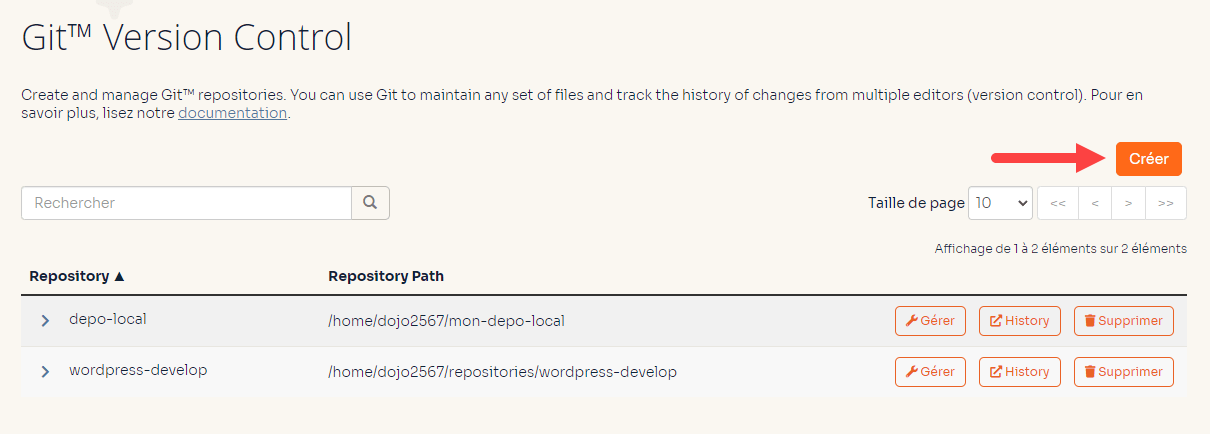 Git™ Version Control
Create and manage Git™ repositories. You can use Git to maintain any set of files and track the history of changes from multiple editors (version control). Pour en
savoir plus, lisez notre documentation.
Créer
Rechercher
Taille de page 10 << < > >>
Affichage de 1 à 2 éléments sur 2 éléments
Repository ▲ Repository Path
depo-local /home/dojo2567/mon-depo-local Gérer History Supprimer
wordpress-develop /home/dojo2567/repositories/wordpress-develop Gérer History Supprimer